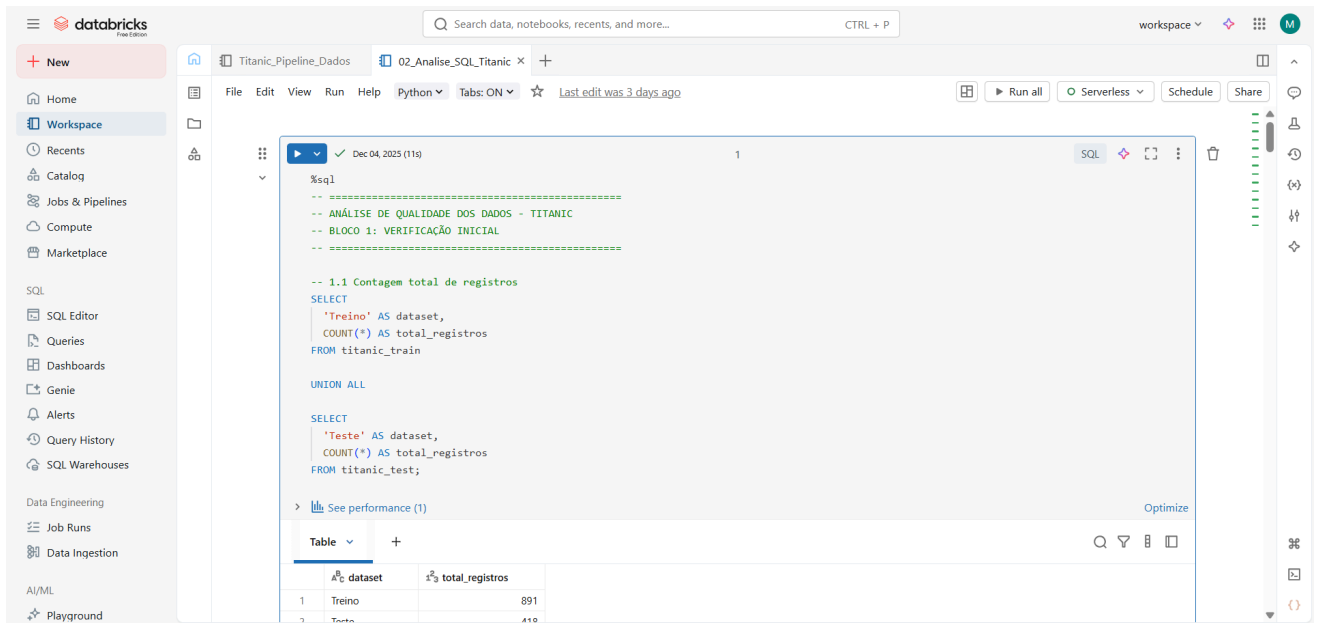 databricks
Free Edition
Search data, notebooks, recents, and more...
CTRL + P
workspace
M
New
Home
Workspace
Recents
Catalog
Jobs & Pipelines
Compute
Marketplace
SQL
SQL Editor
Queries
Dashboards
Genie
Alerts
Query History
SQL Warehouses
Data Engineering
Job Runs
Data Ingestion
AI/ML
Playground
Titanic_Pipeline_Dados
02_Analise_SQL_Titanic
File Edit View Run Help Python Tabs: ON Last edit was 3 days ago
Run all Serverless Schedule Share
Dec 04, 2025 (11s)
1
SQL
%sql
-- ================================================
-- ANÁLISE DE QUALIDADE DOS DADOS - TITANIC
-- BLOCO 1: VERIFICAÇÃO INICIAL
-- ================================================
-- 1.1 Contagem total de registros
SELECT
'Treino' AS dataset,
COUNT(*) AS total_registros
FROM titanic_train
UNION ALL
SELECT
'Teste' AS dataset,
COUNT(*) AS total_registros
FROM titanic_test;
See performance (1)
Optimize
Table
dataset total_registros
1 Treino 891
2 Teste 418